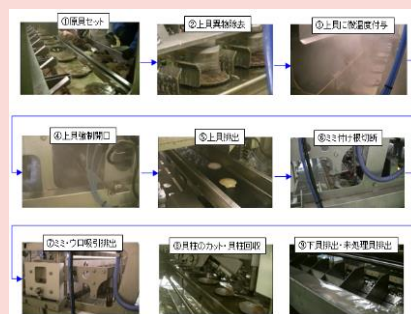 ①原貝セット
②上貝異物除去
③上貝に微温度付与
④上貝強制開口
⑤上貝排出
⑥ミミ付け根切断
⑦ミミ・ウロ吸引排出
⑧貝柱のカット・貝柱回収
⑨下貝排出・未処理貝排出